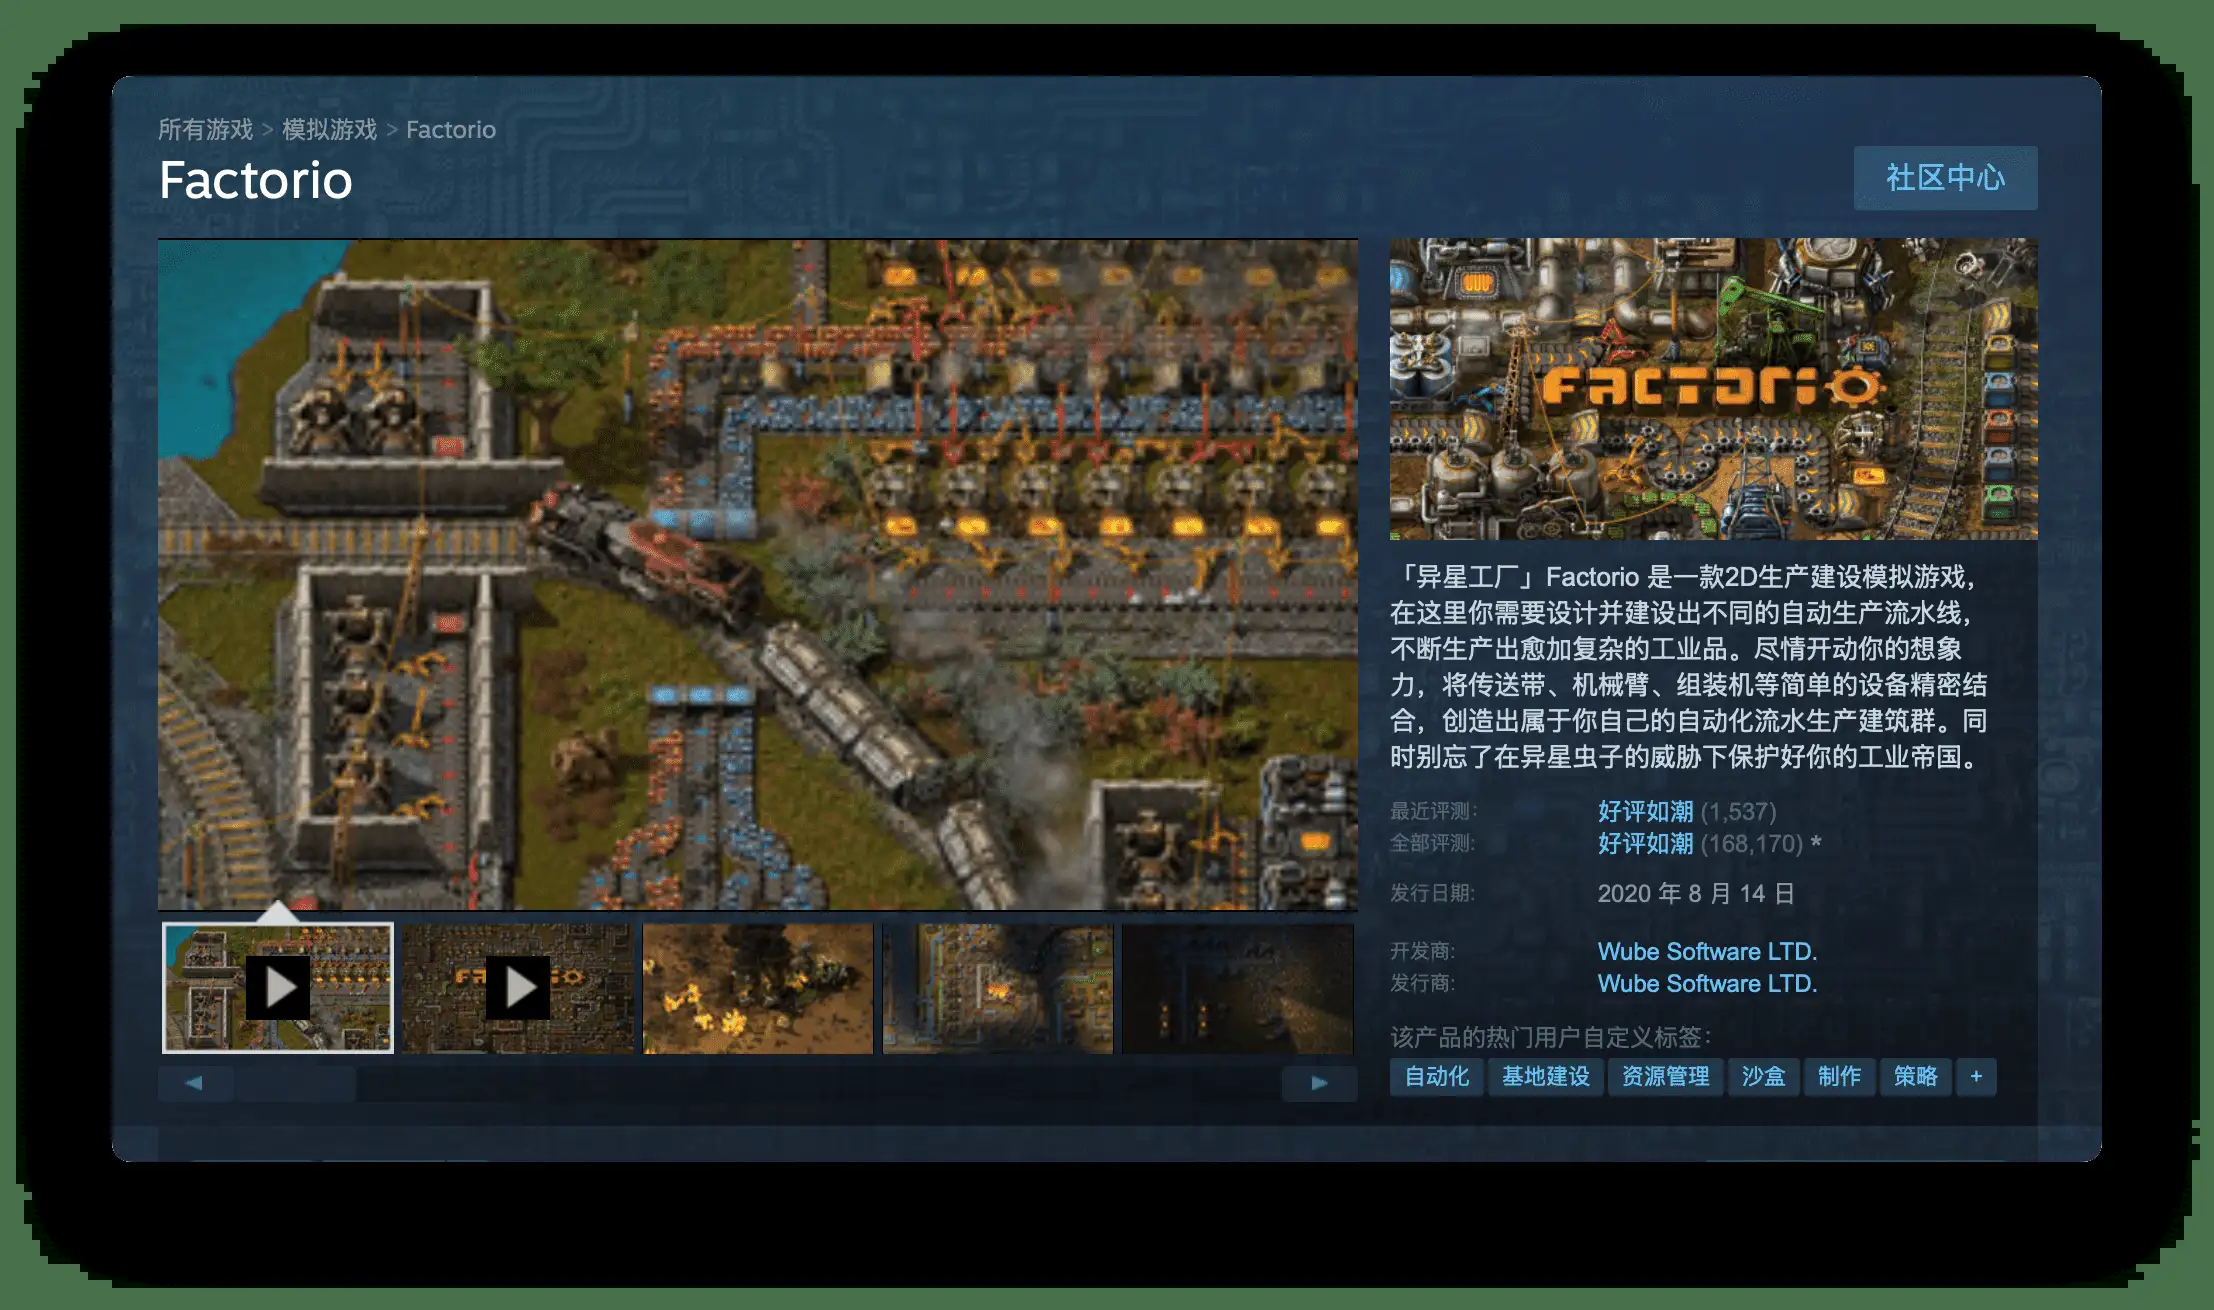 所有游戏 > 模拟游戏 > Factorio
Factorio
社区中心
FACTORIO
「异星工厂」Factorio 是一款2D生产建设模拟游戏，
在这里你需要设计并建设出不同的自动生产流水线，
不断生产出愈加复杂的工业品。尽情开动你的想象
力，将传送带、机械臂、组装机等简单的设备精密结
合，创造出属于你自己的自动化流水生产建筑群。同
时别忘了在异星虫子的威胁下保护好你的工业帝国。
最近评测: 好评如潮 (1,537)
全部评测: 好评如潮 (168,170) *
发行日期: 2020 年 8 月 14 日
开发商: Wube Software LTD.
发行商: Wube Software LTD.
该产品的热门用户自定义标签:
自动化 基地建设 资源管理 沙盒 制作 策略 +